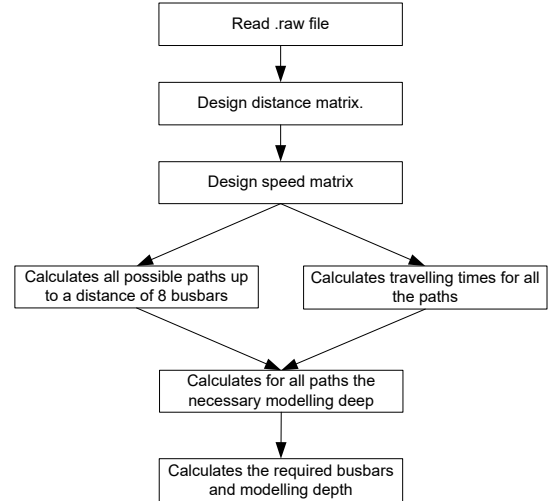 Read .raw file
Design distance matrix.
Design speed matrix
Calculates all possible paths up
to a distance of 8 busbars
Calculates travelling times for all
the paths
Calculates for all paths the
necessary modelling deep
Calculates the required busbars
and modelling depth